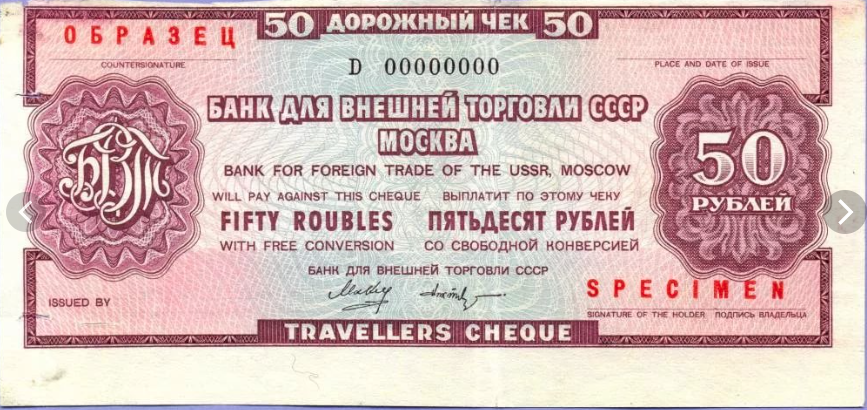 50 ДОРОЖНЫЙ ЧЕК 50
ОБРАЗЕЦ
COUNTERSIGNATURE
D 00000000
PLACE AND DATE OF ISSUE
БАНК ДЛЯ ВНЕШНЕЙ ТОРГОВЛИ СССР
МОСКВА
BANK FOR FOREIGN TRADE OF THE USSR, MOSCOW
WILL PAY AGAINST THIS CHEQUE ВЫПЛАТИТ ПО ЭТОМУ ЧЕКУ
FIFTY ROUBLES ПЯТЬДЕСЯТ РУБЛЕЙ
WITH FREE CONVERSION СО СВОБОДНОЙ КОНВЕРСИЕЙ
БВТ
50
РУБЛЕЙ
БАНК ДЛЯ ВНЕШНЕЙ ТОРГОВЛИ СССР
ISSUED BY
SPECIMEN
SIGNATURE OF THE HOLDER ПОДПИСЬ ВЛАДЕЛЬЦА
TRAVELLERS CHEQUE